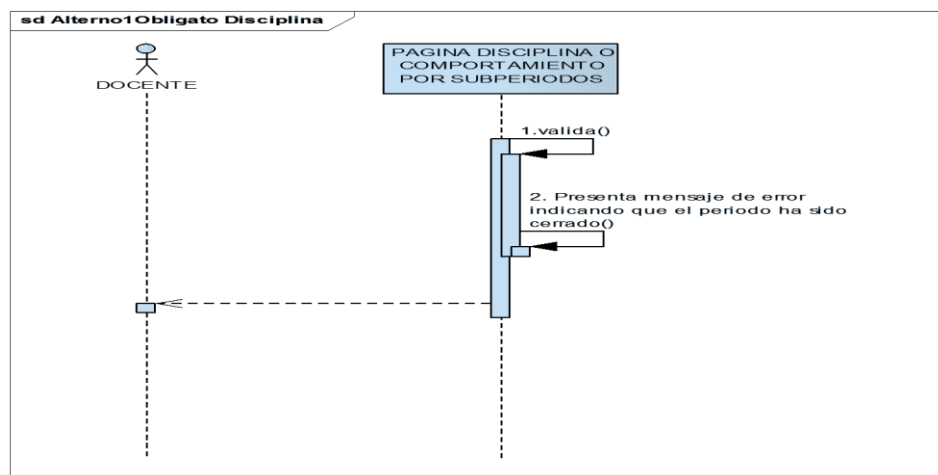 sd Alterno1Obligato Disciplina
DOCENTE
PAGINA DISCIPLINA O
COMPORTAMIENTO
POR SUBPERIODOS
1.valida()
2. Presenta mensaje de error
indicando que el periodo ha sido
cerrado()